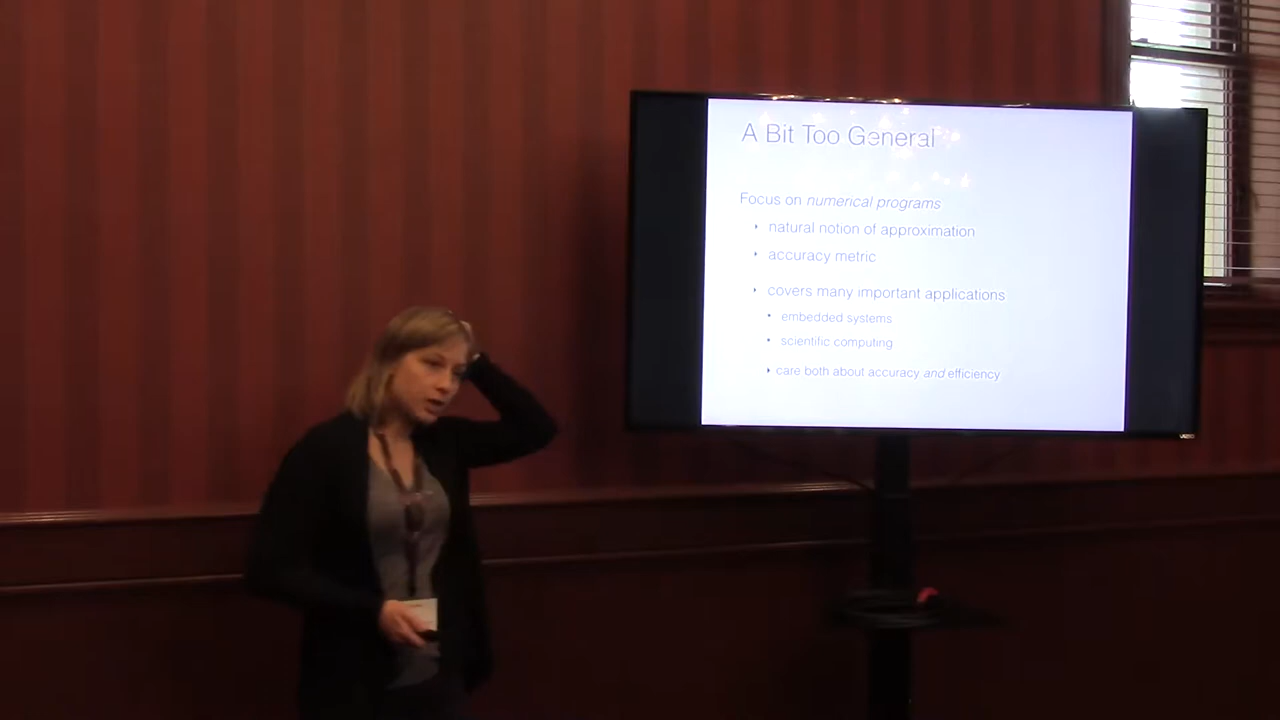 A Bit Too General
Focus on numerical programs
natural notion of approximation
accuracy metric
covers many important applications
embedded systems
scientific computing
care both about accuracy and efficiency
VIZIO